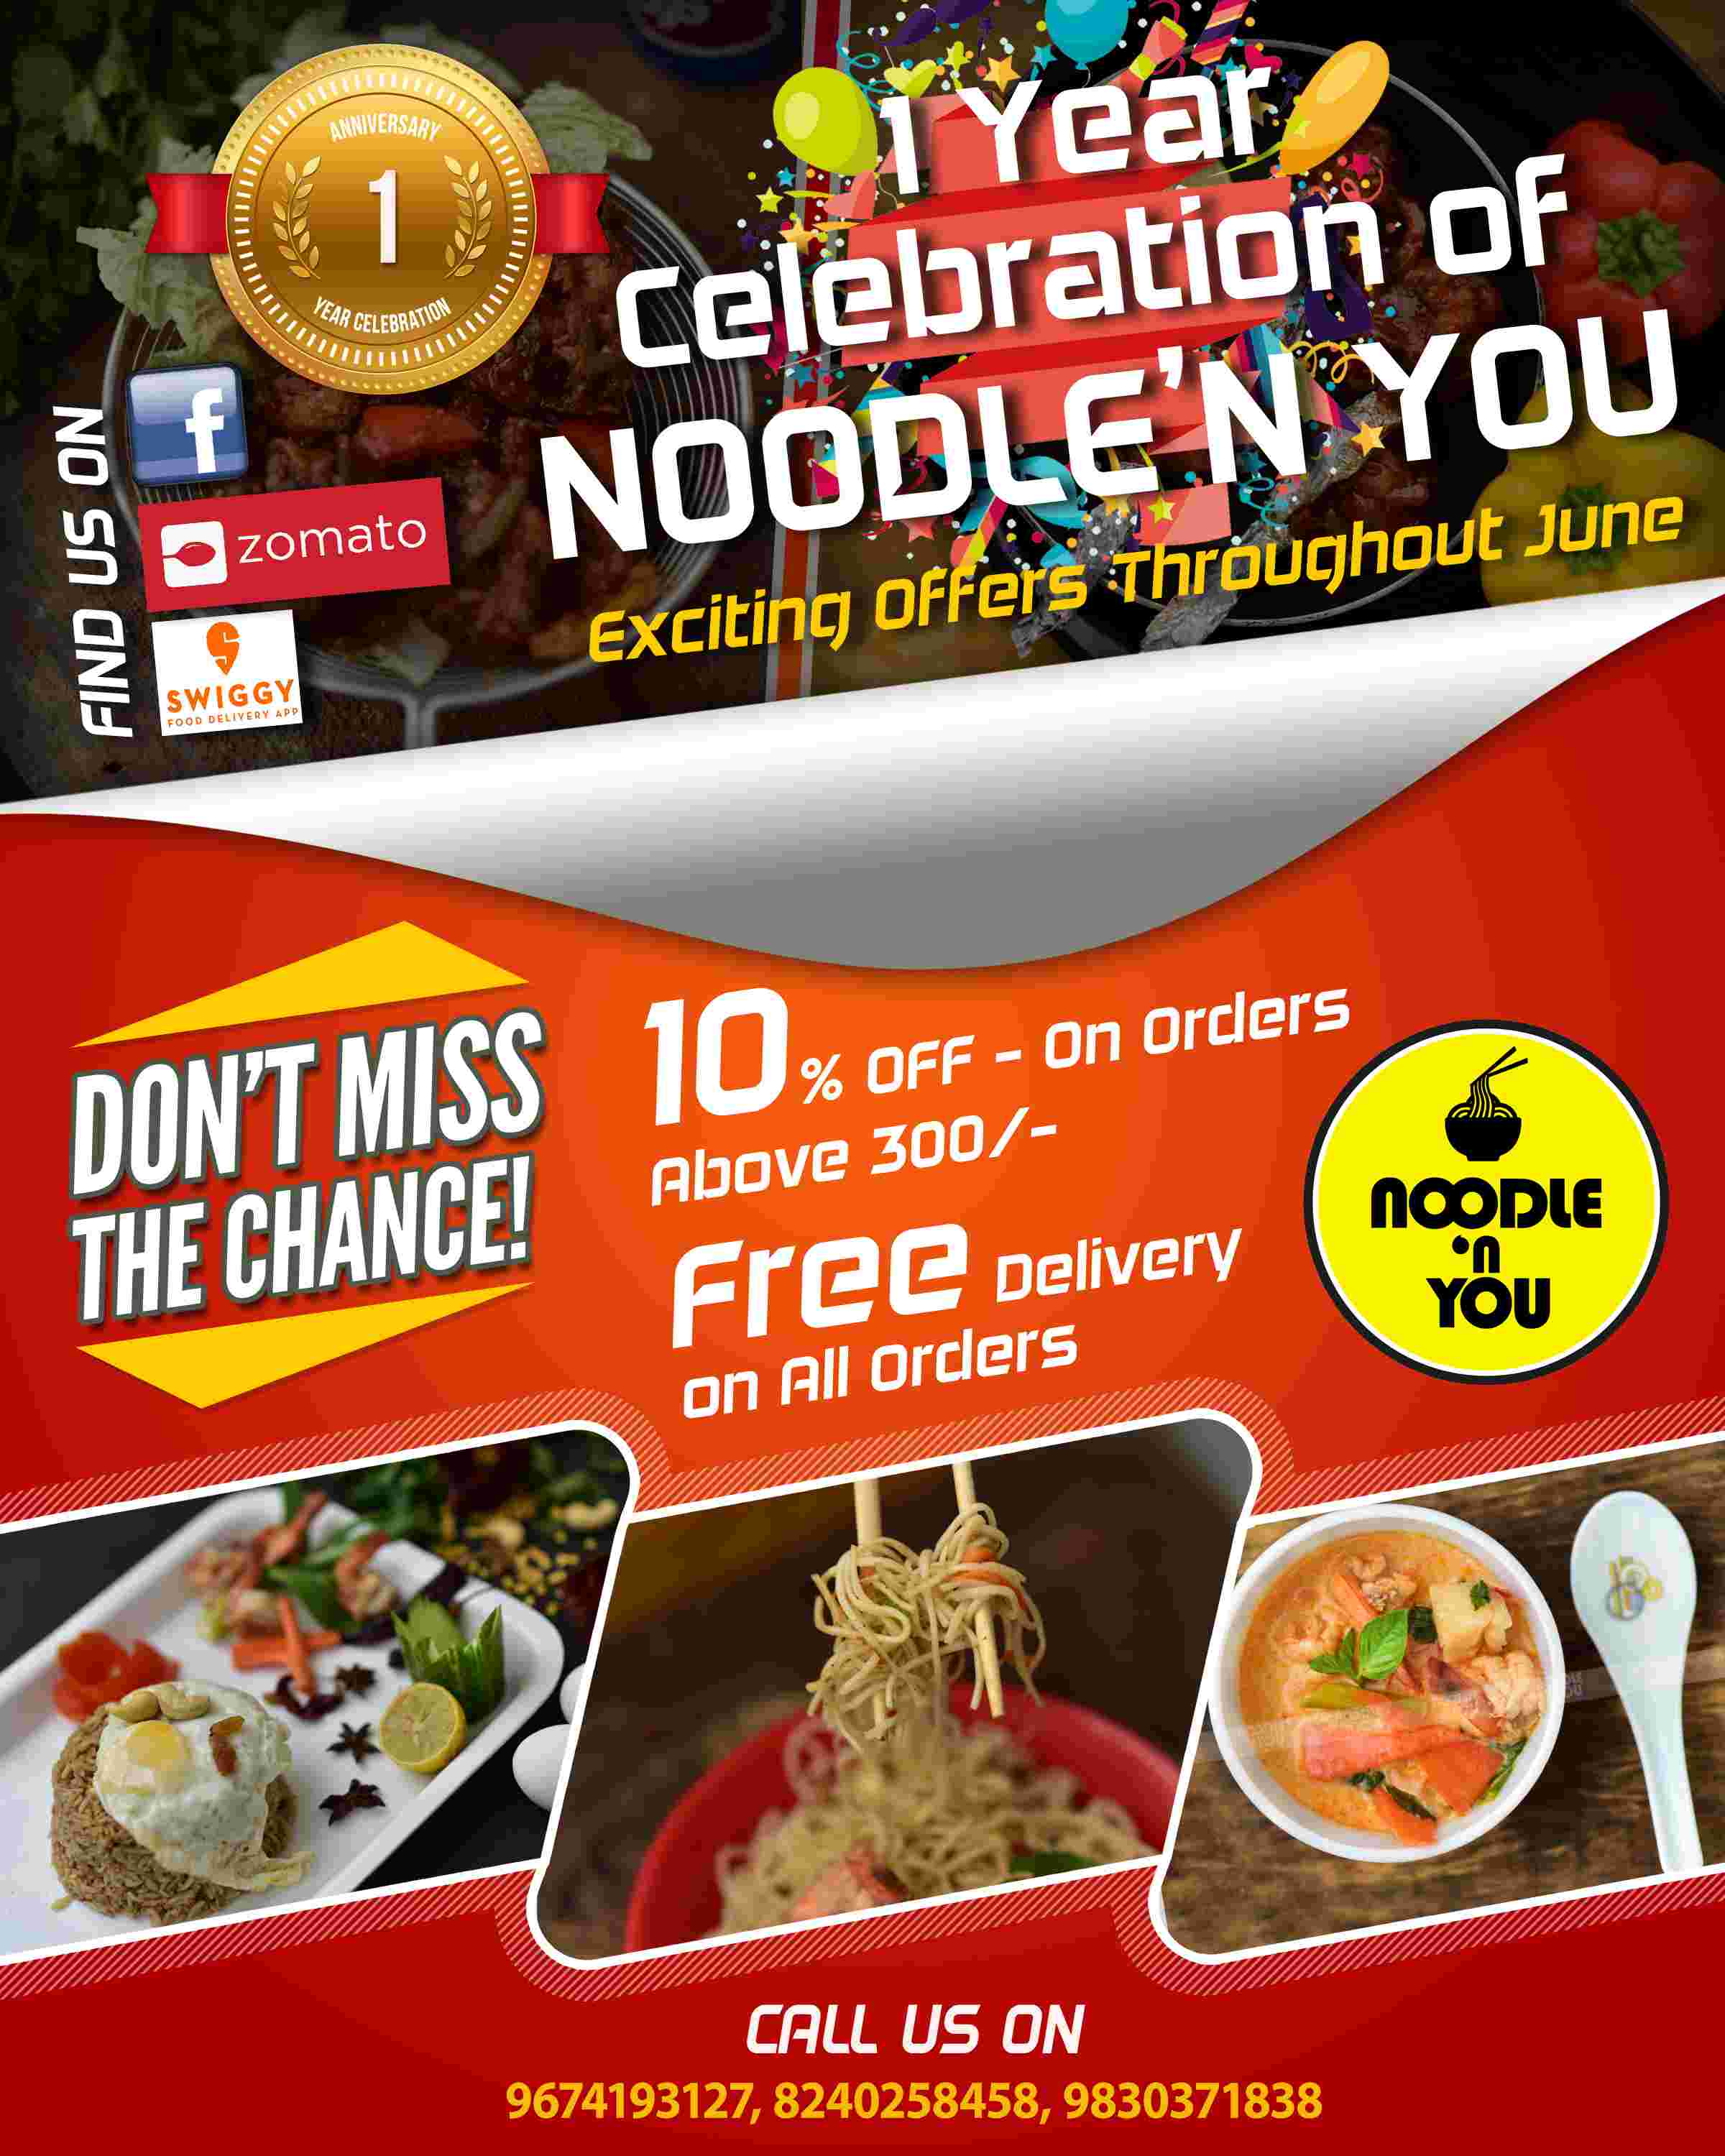 ANNIVERSARY
1
YEAR CELEBRATION
1 Year
Celebration of
NOODLE'N YOU
Exciting Offers Throughout June
FIND US ON
f
zomato
SWIGGY
FOOD DELIVERY APP
DON'T MISS
THE CHANCE!
10% OFF - On Orders
Above 300/-
Free Delivery
on All Orders
NOODLE
'n
YOU
CALL US ON
9674193127, 8240258458, 9830371838